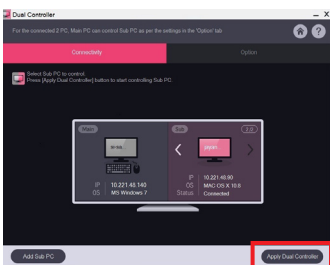 Dual Controller
For the connected 2 PC, Main PC can control Sub PC as per the settings in the 'Option' tab
Connectivity
Option
Select Sub PC to control.
Press [Apply Dual Controller] button to start controlling Sub PC.
Main
Sub
2.0
japan
IP 10.221.48.140
OS MS Windows 7
IP 10.221.48.90
OS MAC OS X 10.8
Status Connected
Add Sub PC
Apply Dual Controller